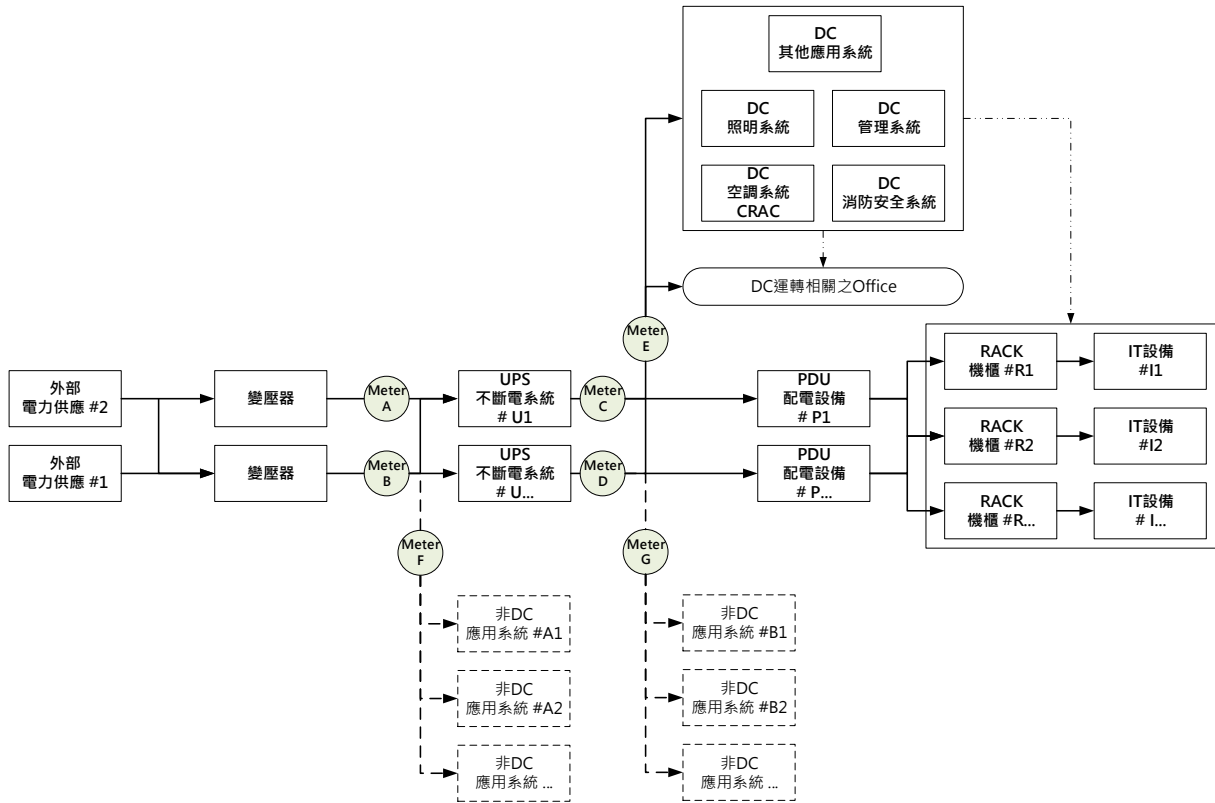 DC
其他應用系統
DC
照明系統
DC
管理系統
DC
空調系統
CRAC
DC
消防安全系統
DC運轉相關之Office
Meter
E
外部
電力供應 #2
變壓器
Meter
A
UPS
不斷電系統
# U1
Meter
C
PDU
配電設備
# P1
RACK
機櫃 #R1
IT設備
#I1
RACK
機櫃 #R2
IT設備
#I2
外部
電力供應 #1
變壓器
Meter
B
UPS
不斷電系統
# U...
Meter
D
PDU
配電設備
# P...
RACK
機櫃 #R...
IT設備
# I...
Meter
F
Meter
G
非DC
應用系統 #A1
非DC
應用系統 #B1
非DC
應用系統 #A2
非DC
應用系統 #B2
非DC
應用系統 ...
非DC
應用系統 ...